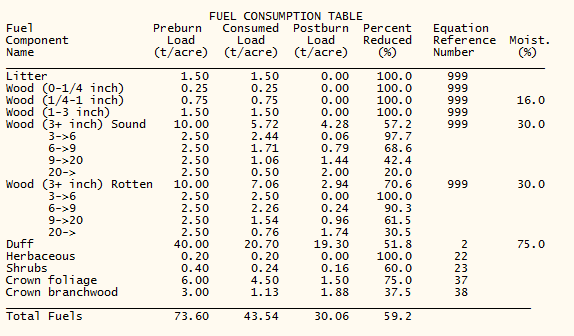 FUEL CONSUMPTION TABLE
Fuel Preburn Consumed Postburn Percent Equation
Component Load Load Load Reduced Reference Moist.
Name (t/acre) (t/acre) (t/acre) (%) Number (%)
Litter 1.50 1.50 0.00 100.0 999
Wood (0-1/4 inch) 0.25 0.25 0.00 100.0 999
Wood (1/4-1 inch) 0.75 0.75 0.00 100.0 999 16.0
Wood (1-3 inch) 1.50 1.50 0.00 100.0 999
Wood (3+ inch) Sound 10.00 5.72 4.28 57.2 999 30.0
3->6 2.50 2.44 0.06 97.7
6->9 2.50 1.71 0.79 68.6
9->20 2.50 1.06 1.44 42.4
20-> 2.50 0.50 2.00 20.0
Wood (3+ inch) Rotten 10.00 7.06 2.94 70.6 999 30.0
3->6 2.50 2.50 0.00 100.0
6->9 2.50 2.26 0.24 90.3
9->20 2.50 1.54 0.96 61.5
20-> 2.50 0.76 1.74 30.5
Duff 40.00 20.70 19.30 51.8 2 75.0
Herbaceous 0.20 0.20 0.00 100.0 22
Shrubs 0.40 0.24 0.16 60.0 23
Crown foliage 6.00 4.50 1.50 75.0 37
Crown branchwood 3.00 1.13 1.88 37.5 38
Total Fuels 73.60 43.54 30.06 59.2